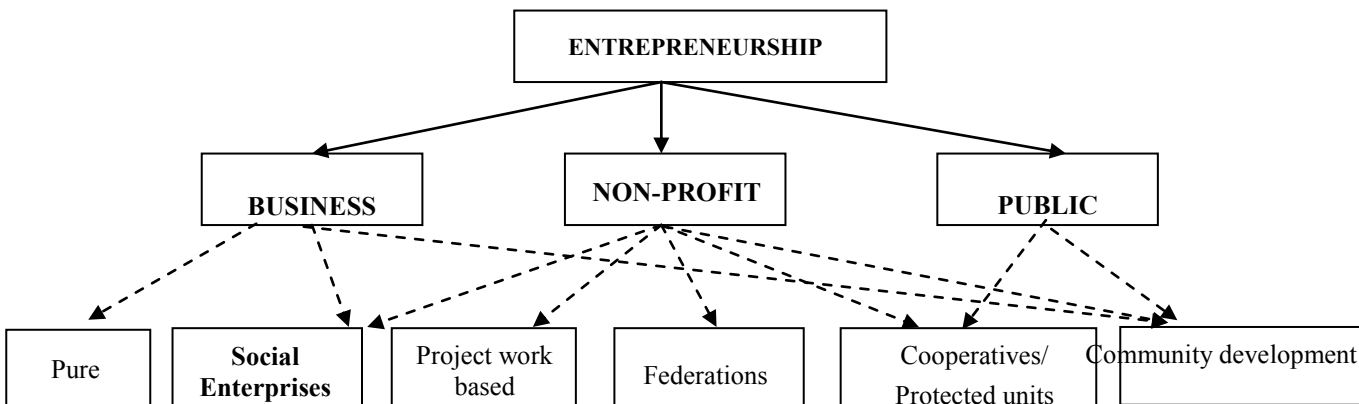 ENTREPRENEURSHIP
BUSINESS
NON-PROFIT
PUBLIC
Pure
Social
Enterprises
Project work
based
Federations
Cooperatives/
Protected units
Community development